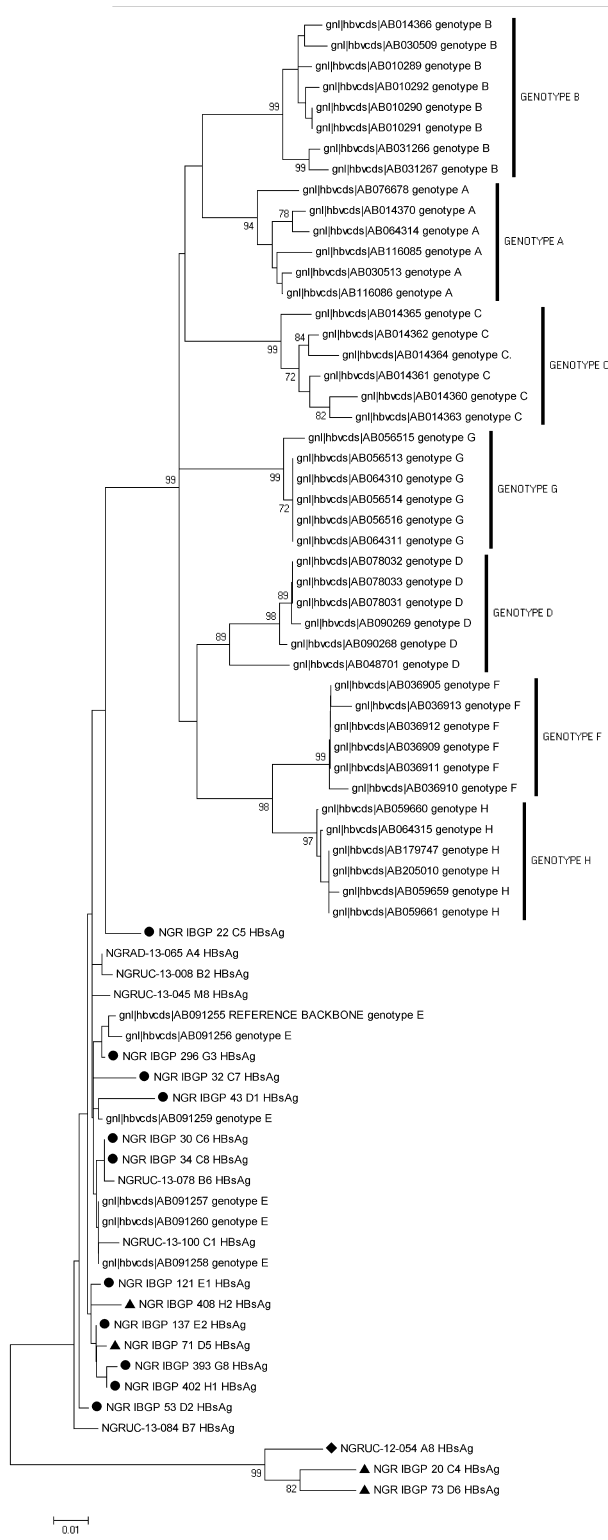 gnl|hbvcds|AB014366 genotype B
gnl|hbvcds|AB030509 genotype B
gnl|hbvcds|AB010289 genotype B
gnl|hbvcds|AB010292 genotype B
99
gnl|hbvcds|AB010290 genotype B
GENOTYPE B
gnl|hbvcds|AB010291 genotype B
gnl|hbvcds|AB031266 genotype B
99
gnl|hbvcds|AB031267 genotype B
gnl|hbvcds|AB076678 genotype A
78
gnl|hbvcds|AB014370 genotype A
94
gnl|hbvcds|AB064314 genotype A
GENOTYPE A
gnl|hbvcds|AB116085 genotype A
gnl|hbvcds|AB030513 genotype A
gnl|hbvcds|AB116086 genotype A
gnl|hbvcds|AB014365 genotype C
84
gnl|hbvcds|AB014362 genotype C
99
gnl|hbvcds|AB014364 genotype C.
GENOTYPE C
72
gnl|hbvcds|AB014361 genotype C
gnl|hbvcds|AB014360 genotype C
82
gnl|hbvcds|AB014363 genotype C
gnl|hbvcds|AB056515 genotype G
gnl|hbvcds|AB056513 genotype G
99
99
gnl|hbvcds|AB064310 genotype G
GENOTYPE G
72
gnl|hbvcds|AB056514 genotype G
gnl|hbvcds|AB056516 genotype G
gnl|hbvcds|AB064311 genotype G
gnl|hbvcds|AB078032 genotype D
gnl|hbvcds|AB078033 genotype D
89
gnl|hbvcds|AB078031 genotype D
GENOTYPE D
98
gnl|hbvcds|AB090269 genotype D
89
gnl|hbvcds|AB090268 genotype D
gnl|hbvcds|AB048701 genotype D
gnl|hbvcds|AB036905 genotype F
gnl|hbvcds|AB036913 genotype F
gnl|hbvcds|AB036912 genotype F
GENOTYPE F
99
gnl|hbvcds|AB036909 genotype F
gnl|hbvcds|AB036911 genotype F
gnl|hbvcds|AB036910 genotype F
98
gnl|hbvcds|AB059660 genotype H
gnl|hbvcds|AB064315 genotype H
97
gnl|hbvcds|AB179747 genotype H
GENOTYPE H
gnl|hbvcds|AB205010 genotype H
gnl|hbvcds|AB059659 genotype H
gnl|hbvcds|AB059661 genotype H
NGR IBGP 22 C5 HBsAg
NGRAD-13-065 A4 HBsAg
NGRUC-13-008 B2 HBsAg
NGRUC-13-045 M8 HBsAg
gnl|hbvcds|AB091255 REFERENCE BACKBONE genotype E
gnl|hbvcds|AB091256 genotype E
NGR IBGP 296 G3 HBsAg
NGR IBGP 32 C7 HBsAg
NGR IBGP 43 D1 HBsAg
gnl|hbvcds|AB091259 genotype E
NGR IBGP 30 C6 HBsAg
NGR IBGP 34 C8 HBsAg
NGRUC-13-078 B6 HBsAg
gnl|hbvcds|AB091257 genotype E
gnl|hbvcds|AB091260 genotype E
NGRUC-13-100 C1 HBsAg
gnl|hbvcds|AB091258 genotype E
NGR IBGP 121 E1 HBsAg
NGR IBGP 408 H2 HBsAg
NGR IBGP 137 E2 HBsAg
NGR IBGP 71 D5 HBsAg
NGR IBGP 393 G8 HBsAg
NGR IBGP 402 H1 HBsAg
NGR IBGP 53 D2 HBsAg
NGRUC-13-084 B7 HBsAg
NGRUC-12-054 A8 HBsAg
99
NGR IBGP 20 C4 HBsAg
82
NGR IBGP 73 D6 HBsAg
0.01